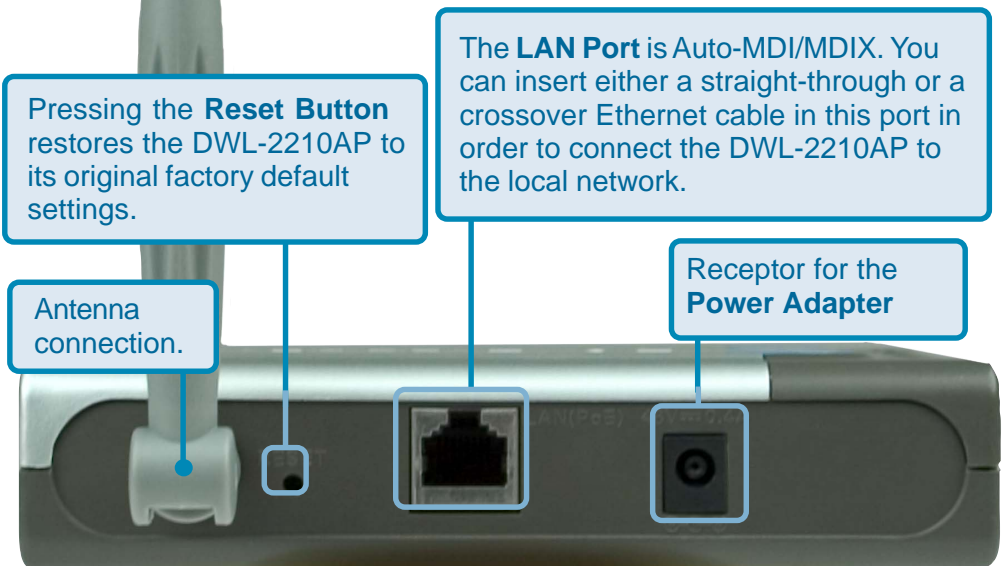 Pressing the Reset Button
restores the DWL-2210AP to
its original factory default
settings.
The LAN Port is Auto-MDI/MDIX. You
can insert either a straight-through or a
crossover Ethernet cable in this port in
order to connect the DWL-2210AP to
the local network.
Antenna
connection.
Receptor for the
Power Adapter
LAN(PoE)